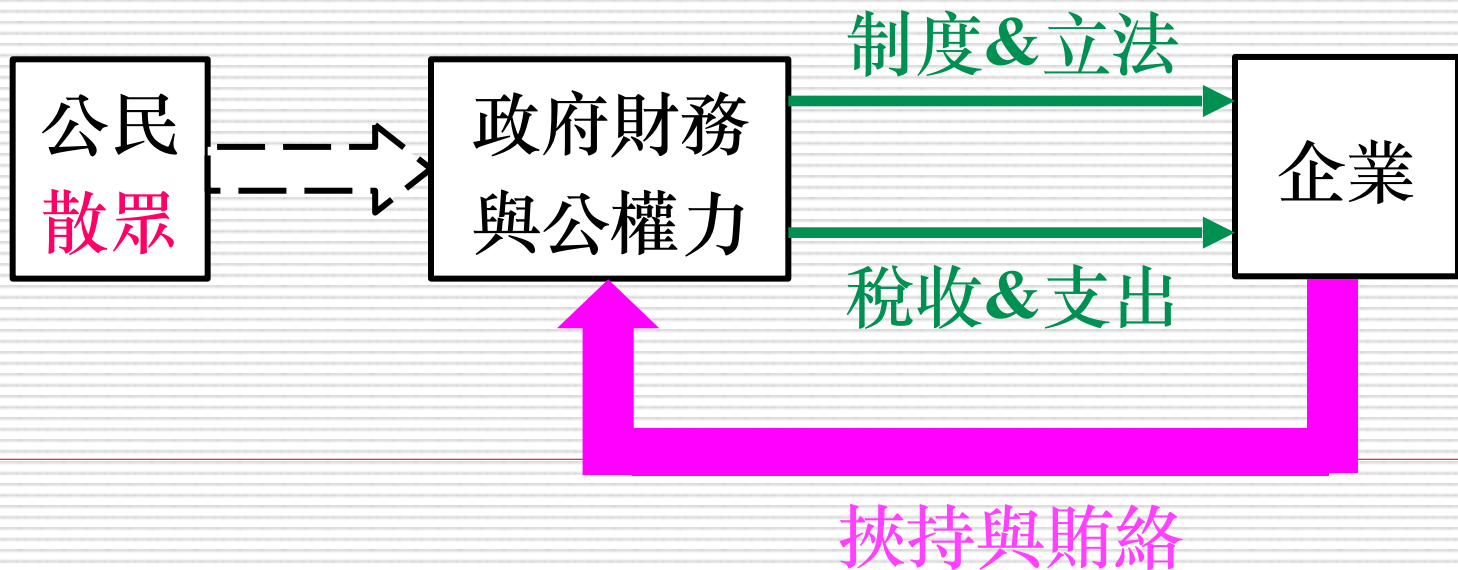 公民
散眾
政府財務
與公權力
制度&立法
稅收&支出
企業
挾持與賄絡